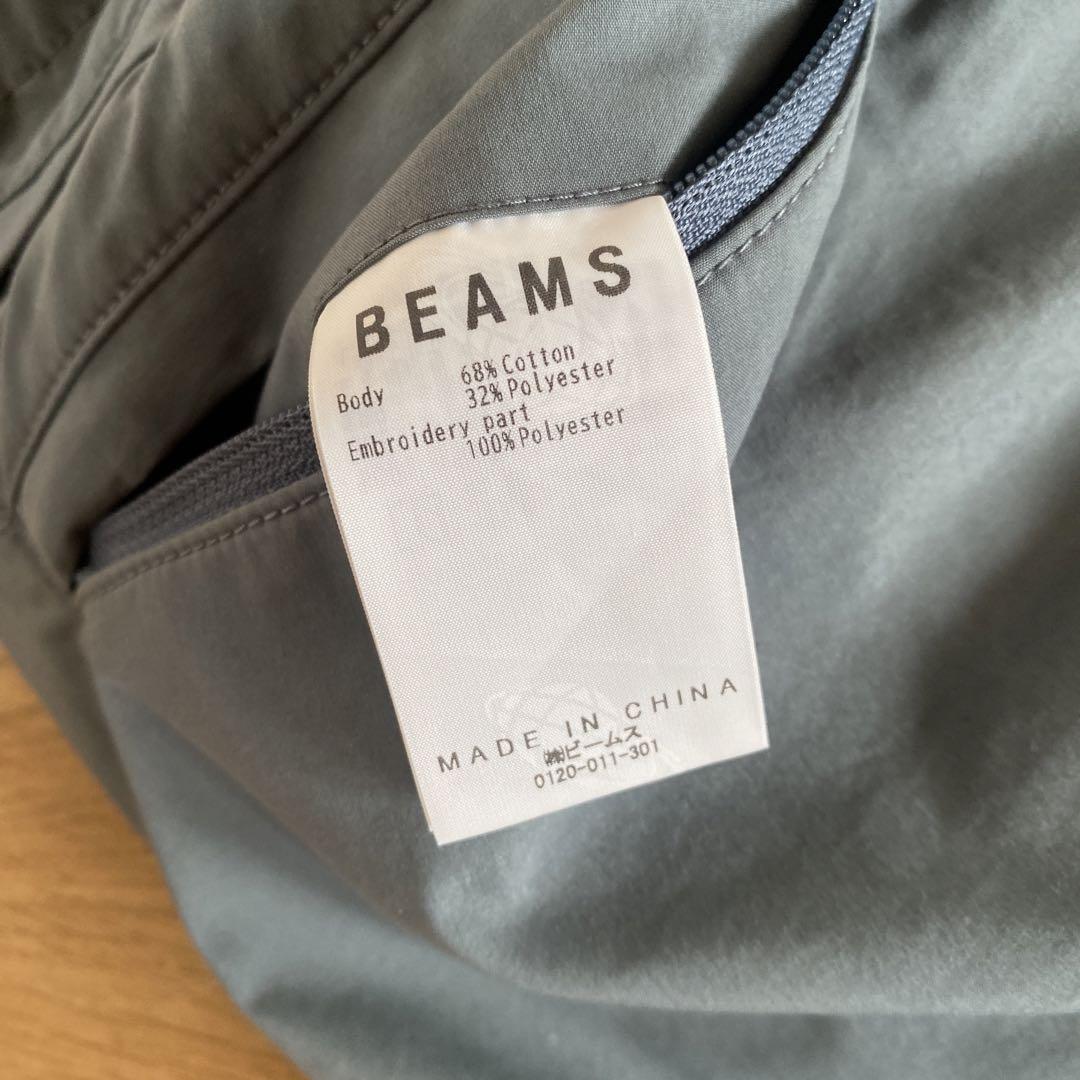 BEAMS
Body 68%Cotton
32%Polyester
Embroidery part
100%Polyester
MADE IN CHINA
㈱ビームス
0120-011-301